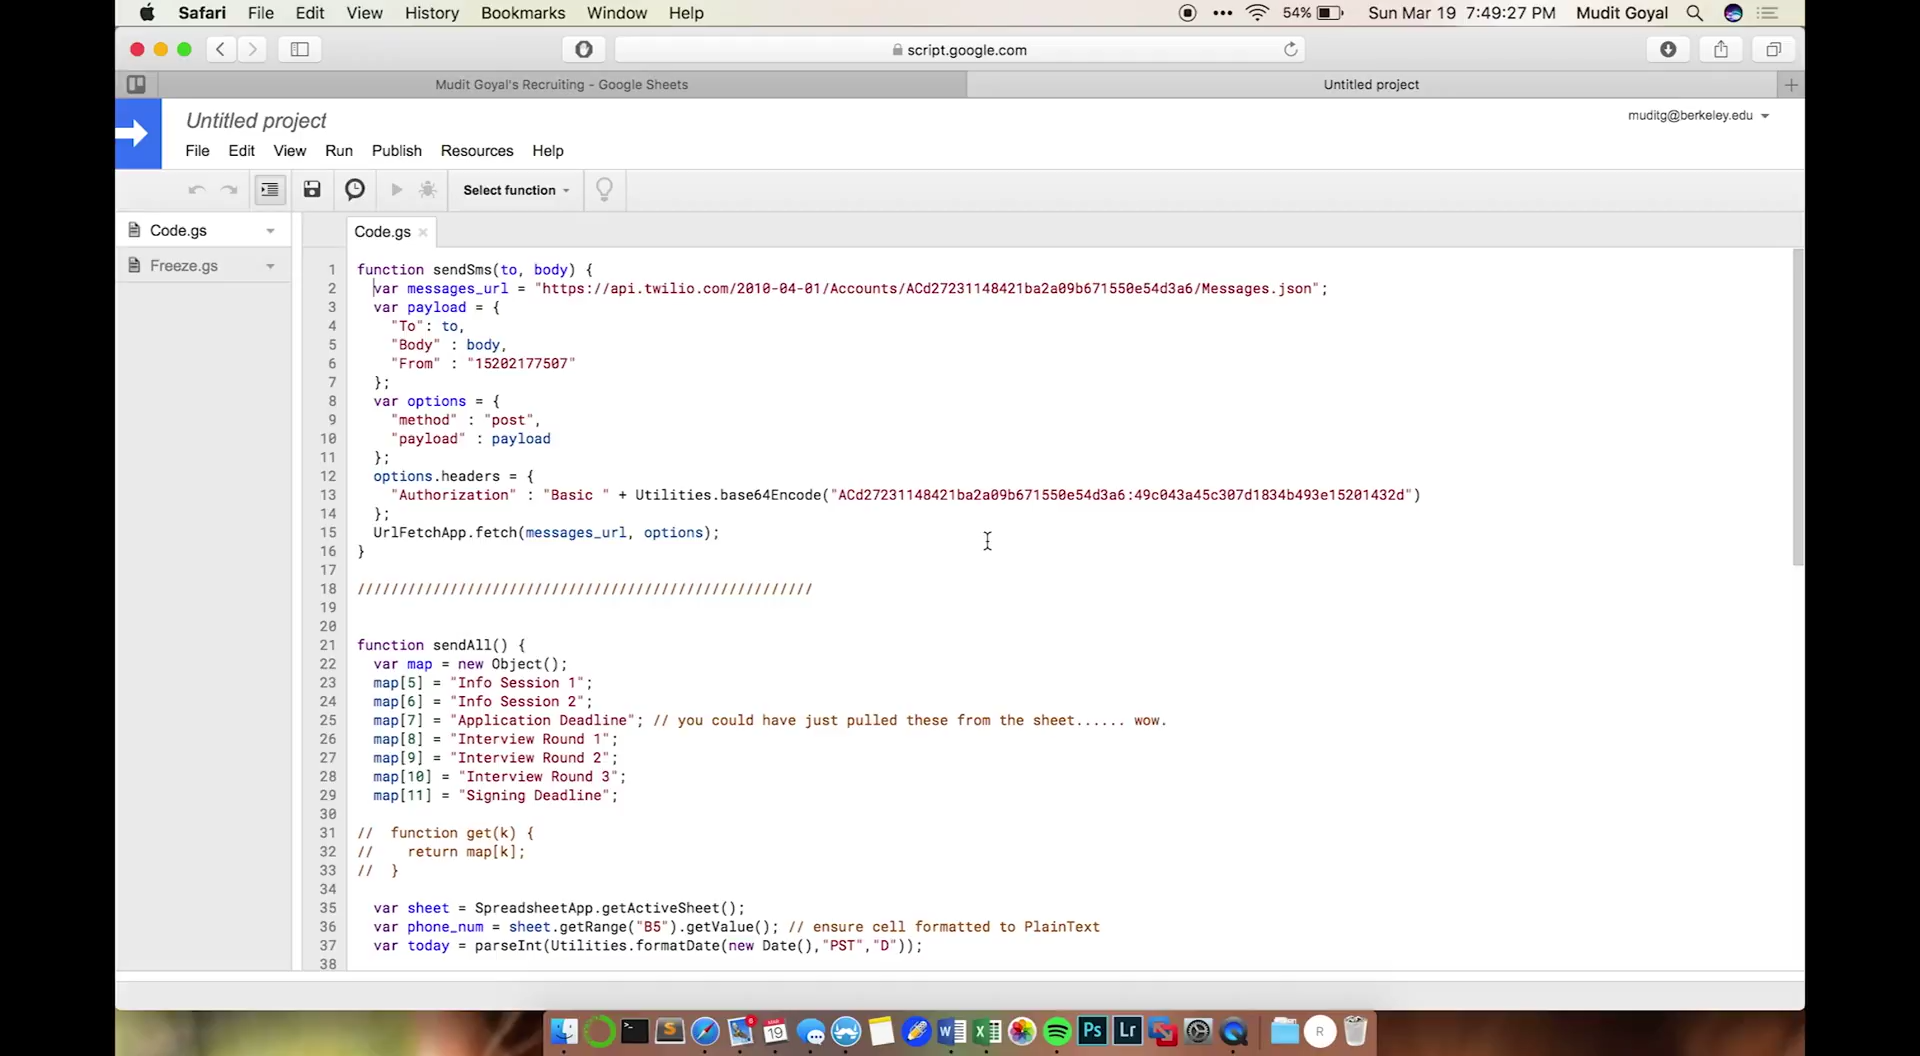 Safari File Edit View History Bookmarks Window Help 54% Sun Mar 19 7:49:27 PM Mudit Goyal
script.google.com
Mudit Goyal's Recruiting - Google Sheets Untitled project
Untitled project muditg@berkeley.edu
File Edit View Run Publish Resources Help
Select function
Code.gs Code.gs
Freeze.gs
1 function sendSms(to, body) {
2 var messages_url = "https://api.twilio.com/2010-04-01/Accounts/ACd27231148421ba2a09b671550e54d3a6/Messages.json";
3 var payload = {
4 "To": to,
5 "Body" : body,
6 "From" : "15202177507"
7 };
8 var options = {
9 "method" : "post",
10 "payload" : payload
11 };
12 options.headers = {
13 "Authorization" : "Basic " + Utilities.base64Encode("ACd27231148421ba2a09b671550e54d3a6:49c043a45c307d1834b493e15201432d")
14 };
15 UrlFetchApp.fetch(messages_url, options);
16 }
17
18 //////////////////////////////////////////////////////
19
20
21 function sendAll() {
22 var map = new Object();
23 map[5] = "Info Session 1";
24 map[6] = "Info Session 2";
25 map[7] = "Application Deadline"; // you could have just pulled these from the sheet...... wow.
26 map[8] = "Interview Round 1";
27 map[9] = "Interview Round 2";
28 map[10] = "Interview Round 3";
29 map[11] = "Signing Deadline";
30
31 // function get(k) {
32 // return map[k];
33 // }
34
35 var sheet = SpreadsheetApp.getActiveSheet();
36 var phone_num = sheet.getRange("B5").getValue(); // ensure cell formatted to PlainText
37 var today = parseInt(Utilities.formatDate(new Date(),"PST","D"));
38
19 Ps Lr R